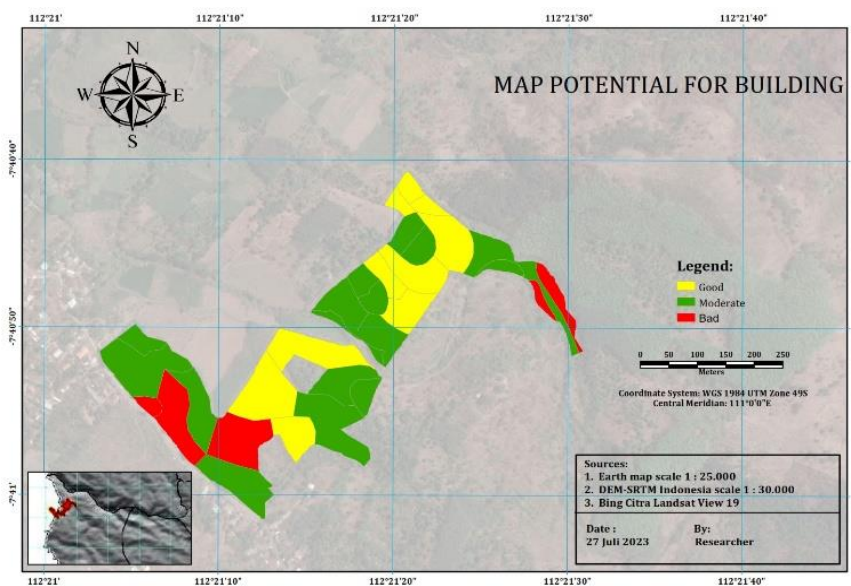 112°21' 112°21'10" 112°21'20" 112°21'30" 112°21'40"
N
W E
S
MAP POTENTIAL FOR BUILDING
-7°40'40"
-7°40'50"
-7°41'
Legend:
Good
Moderate
Bad
0 50 100 150 200 250
Meters
Coordinate System: WGS 1984 UTM Zone 49S
Central Meridian: 111°0'0"E
Sources:
1. Earth map scale 1 : 25.000
2. DEM-SRTM Indonesia scale 1 : 30.000
3. Bing Citra Landsat View 19
Date : By:
27 Juli 2023 Researcher
112°21' 112°21'10" 112°21'20" 112°21'30" 112°21'40"